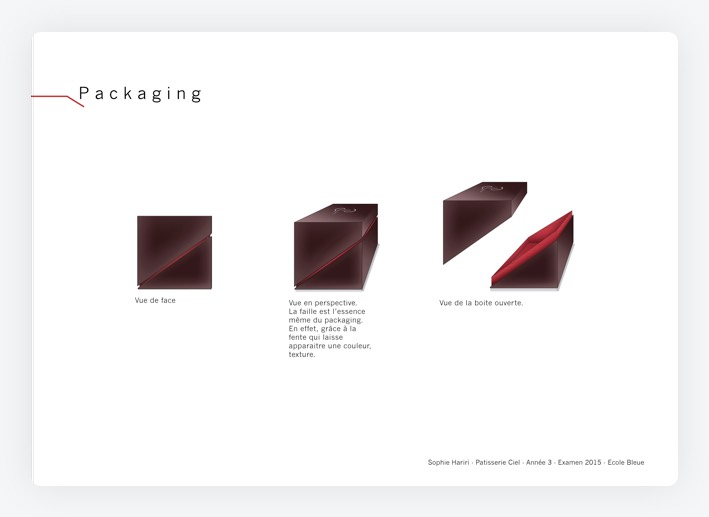 Packaging
Vue de face
Vue en perspective.
La faille est l'essence
même du packaging.
En effet, grâce à la
fente qui laisse
apparaitre une couleur,
texture.
Vue de la boite ouverte.
Sophie Hariri - Patisserie Ciel - Année 3 - Examen 2015 - Ecole Bleue